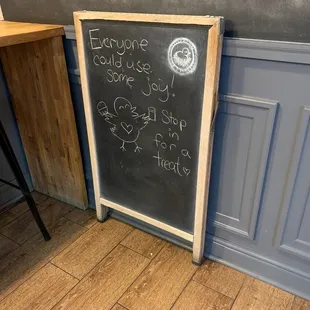 Everyone
could use
some joy!
Stop
in
for a
treat